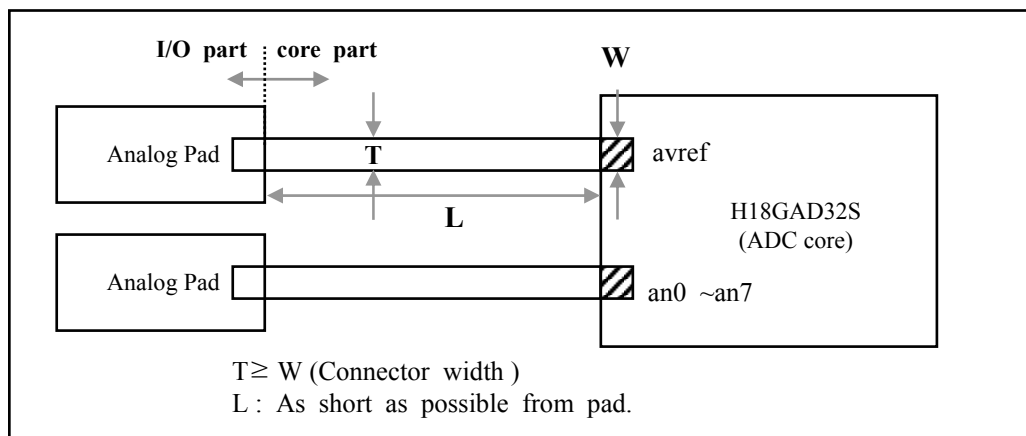 I/O part core part
W
Analog Pad
T
avref
L
H18GAD32S
(ADC core)
Analog Pad
an0 ~an7
T≥ W (Connector width )
L : As short as possible from pad.